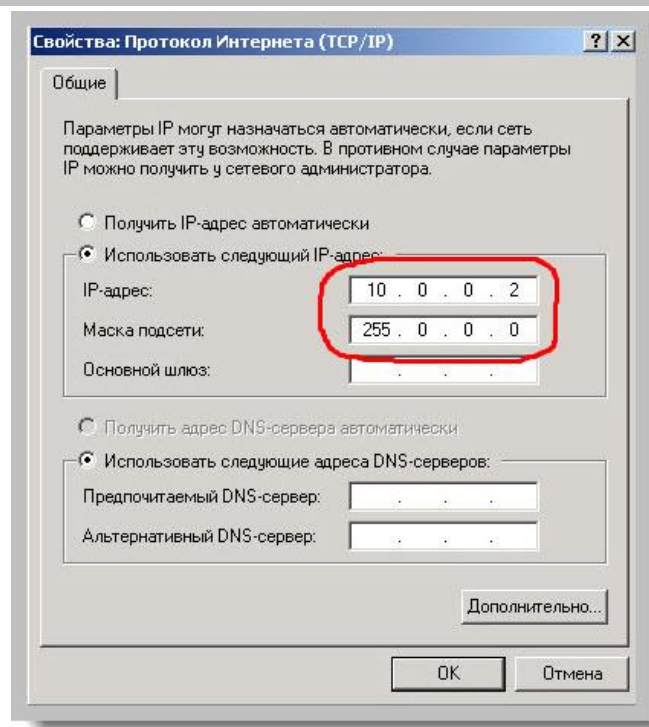 Свойства: Протокол Интернета (TCP/IP)
Общие
Параметры IP могут назначаться автоматически, если сеть
поддерживает эту возможность. В противном случае параметры
IP можно получить у сетевого администратора.
Получить IP-адрес автоматически
Использовать следующий IP-адрес:
IP-адрес: 10 . 0 . 0 . 2
Маска подсети: 255 . 0 . 0 . 0
Основной шлюз: . . .
Получить адрес DNS-сервера автоматически
Использовать следующие адреса DNS-серверов:
Предпочитаемый DNS-сервер: . . .
Альтернативный DNS-сервер: . . .
Дополнительно...
OK Отмена